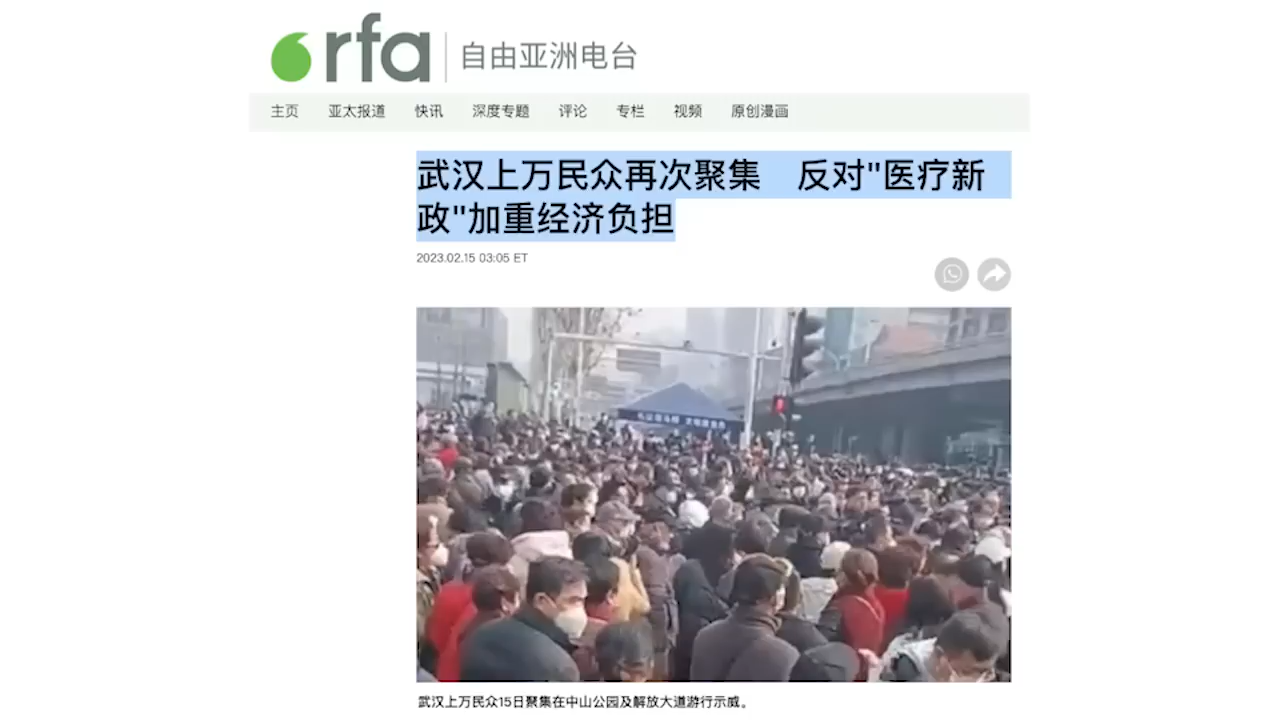 rfa 自由亚洲电台
主页 亚太报道 快讯 深度专题 评论 专栏 视频 原创漫画
武汉上万民众再次聚集　反对"医疗新
政"加重经济负担
2023.02.15 03:05 ET
武汉上万民众15日聚集在中山公园及解放大道游行示威。